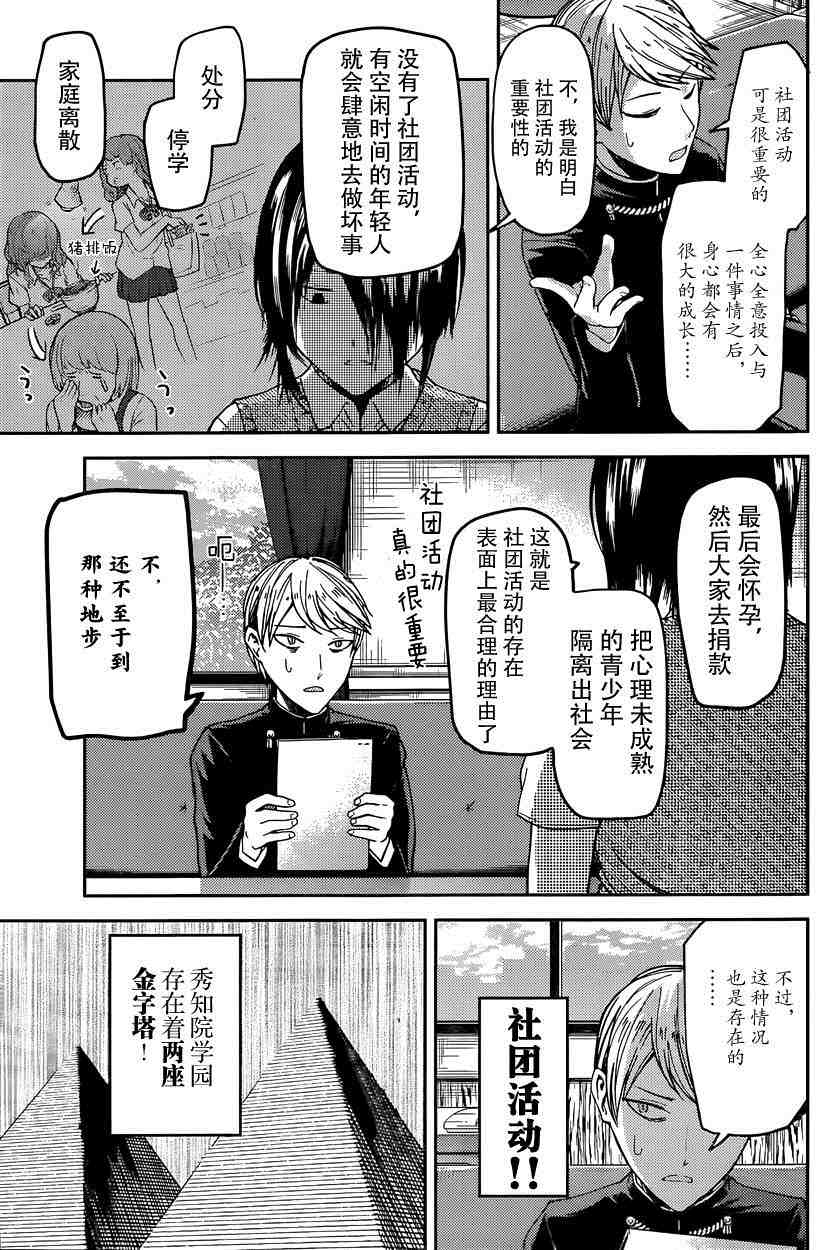 社团活动
可是很重要的
全心全意投入与
一件事情之后，
身心都会有
很大的成长……
不，我是明白
社团活动的
重要性的
没有了社团活动，
有空闲时间的年轻人
就会肆意地去做坏事
处分
停学
家庭离散
猪排饭
最后会怀孕，
然后大家去捐款
把心理未成熟
的青少年
隔离出社会
这就是
社团活动的存在
表面上最合理的理由了
社团活动
真的很重要
呃…
不，
还不至于到
那种地步
不过，
这种情况
也是存在的
……
社团活动！！
秀知院学园
存在着两座
金字塔！